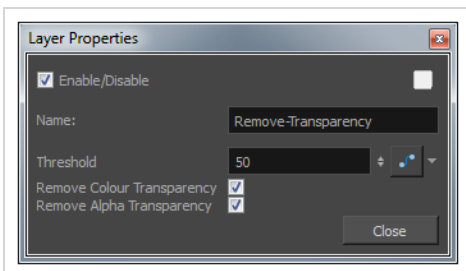 Layer Properties
Enable/Disable
Name: Remove-Transparency
Threshold 50
Remove Colour Transparency
Remove Alpha Transparency
Close